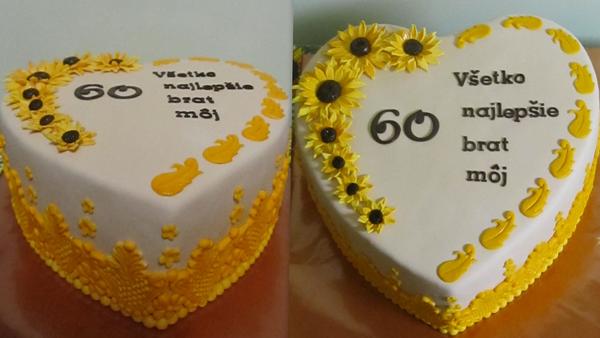 60
Všetko
najlepšie
brat
môj
60
Všetko
najlepšie
brat
môj